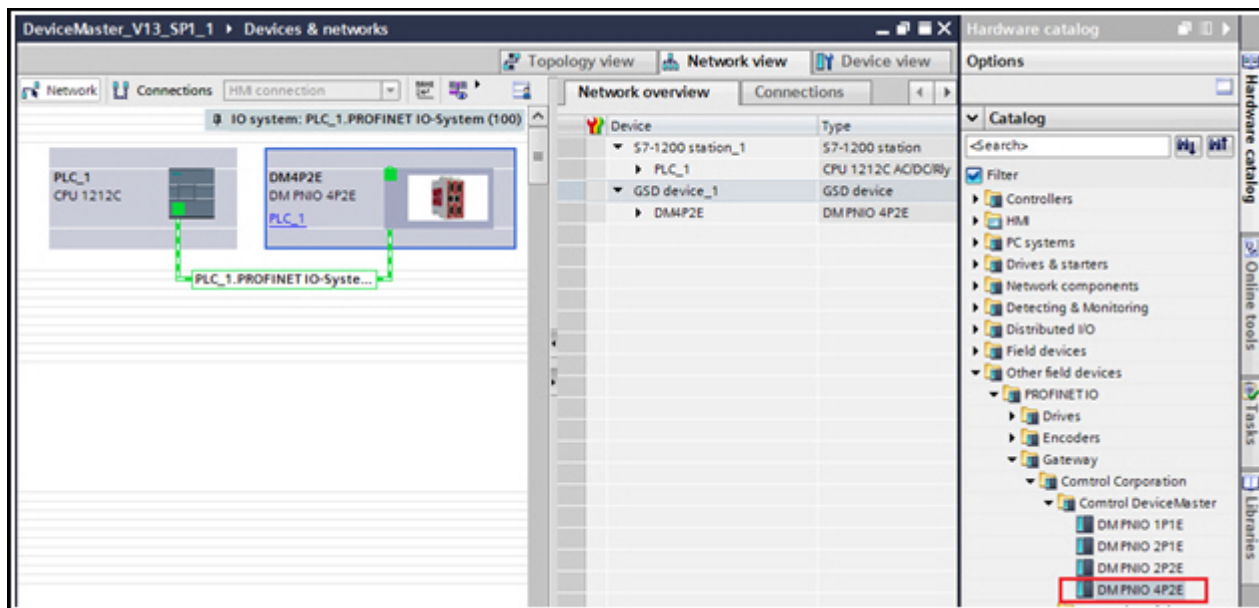 DeviceMaster_V13_SP1_1 ▸ Devices & networks
Topology view
Network view
Device view
Network
Connections
HMI connection
IO system: PLC_1.PROFINET IO-System (100)
PLC_1
CPU 1212C
DM4P2E
DM PNIO 4P2E
PLC_1
PLC_1.PROFINET IO-Syste...
Network overview
Connections
Device
Type
S7-1200 station_1
S7-1200 station
PLC_1
CPU 1212C AC/DC/Rly
GSD device_1
GSD device
DM4P2E
DM PNIO 4P2E
Hardware catalog
Options
Catalog
<Search>
Filter
Controllers
HMI
PC systems
Drives & starters
Network components
Detecting & Monitoring
Distributed I/O
Field devices
Other field devices
PROFINET IO
Drives
Encoders
Gateway
Comtrol Corporation
Comtrol DeviceMaster
DM PNIO 1P1E
DM PNIO 2P1E
DM PNIO 2P2E
DM PNIO 4P2E
Hardware catalog
Online tools
Tasks
Libraries